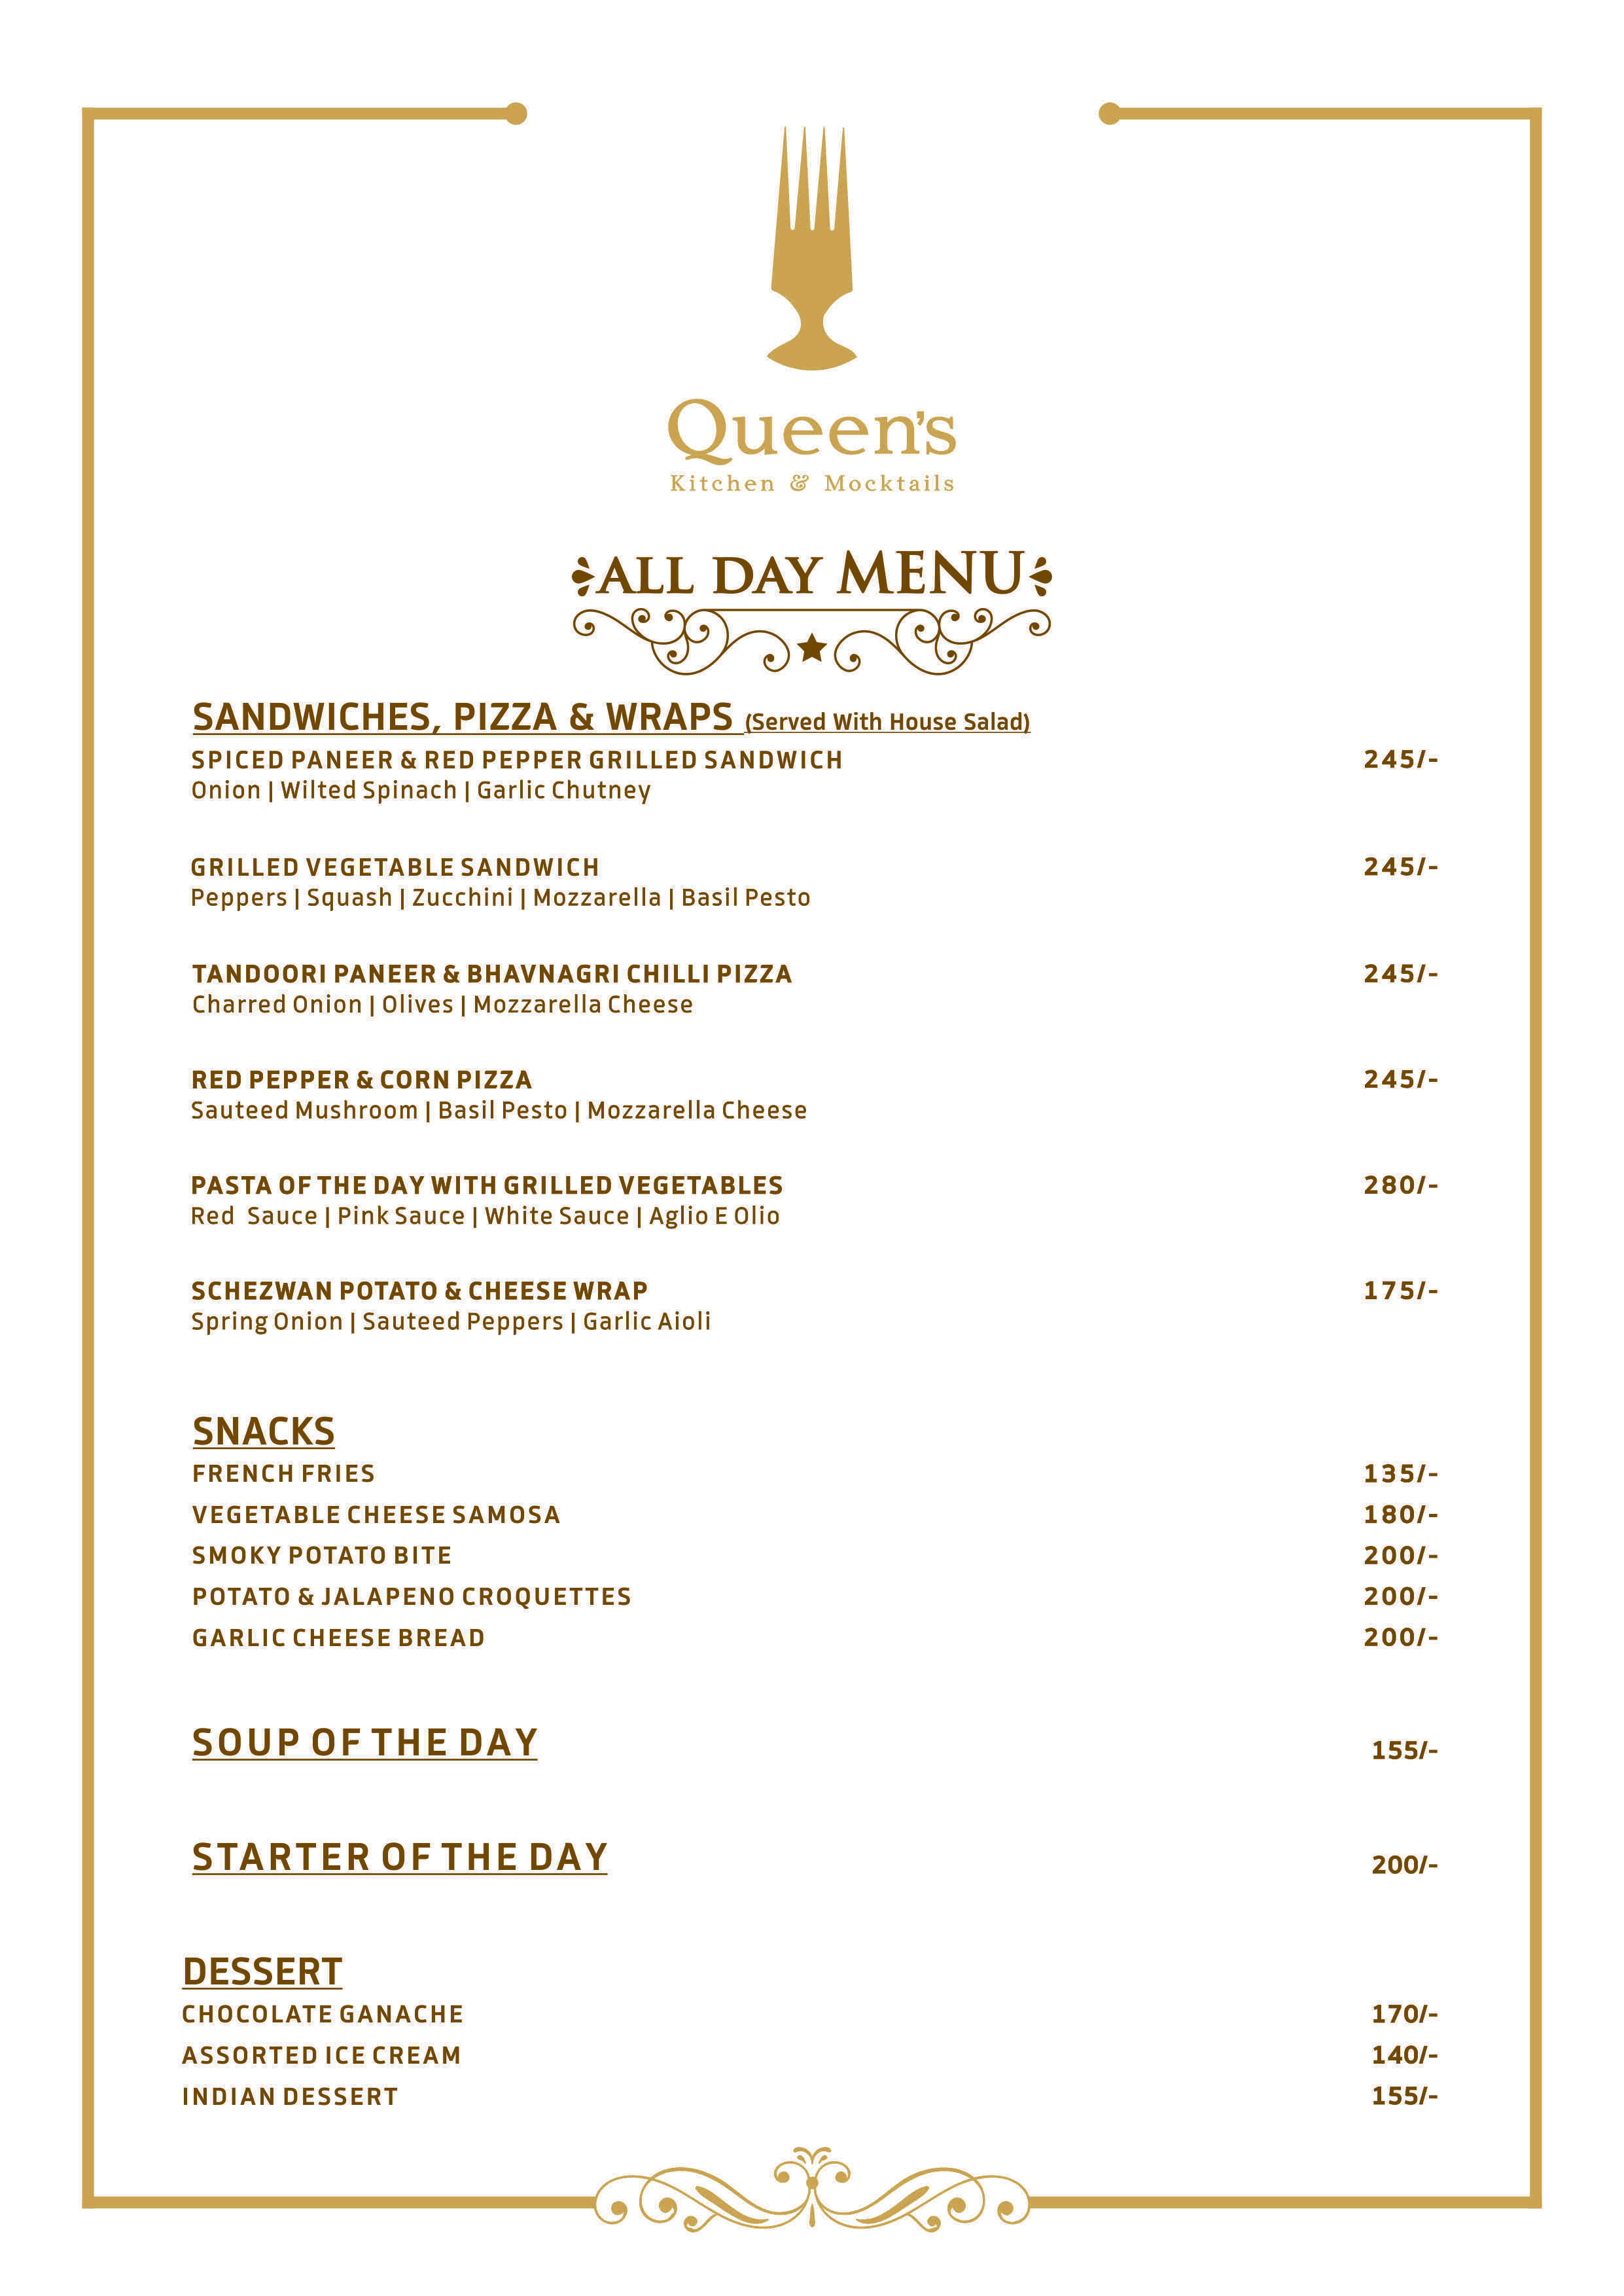 Queen's
Kitchen & Mocktails
ALL DAY MENU
SANDWICHES, PIZZA & WRAPS (Served With House Salad)
SPICED PANEER & RED PEPPER GRILLED SANDWICH 245/-
Onion | Wilted Spinach | Garlic Chutney
GRILLED VEGETABLE SANDWICH 245/-
Peppers | Squash | Zucchini | Mozzarella | Basil Pesto
TANDOORI PANEER & BHAVNAGRI CHILLI PIZZA 245/-
Charred Onion | Olives | Mozzarella Cheese
RED PEPPER & CORN PIZZA 245/-
Sauteed Mushroom | Basil Pesto | Mozzarella Cheese
PASTA OF THE DAY WITH GRILLED VEGETABLES 280/-
Red Sauce | Pink Sauce | White Sauce | Aglio E Olio
SCHEZWAN POTATO & CHEESE WRAP 175/-
Spring Onion | Sauteed Peppers | Garlic Aioli
SNACKS
FRENCH FRIES 135/-
VEGETABLE CHEESE SAMOSA 180/-
SMOKY POTATO BITE 200/-
POTATO & JALAPENO CROQUETTES 200/-
GARLIC CHEESE BREAD 200/-
SOUP OF THE DAY 155/-
STARTER OF THE DAY 200/-
DESSERT
CHOCOLATE GANACHE 170/-
ASSORTED ICE CREAM 140/-
INDIAN DESSERT 155/-